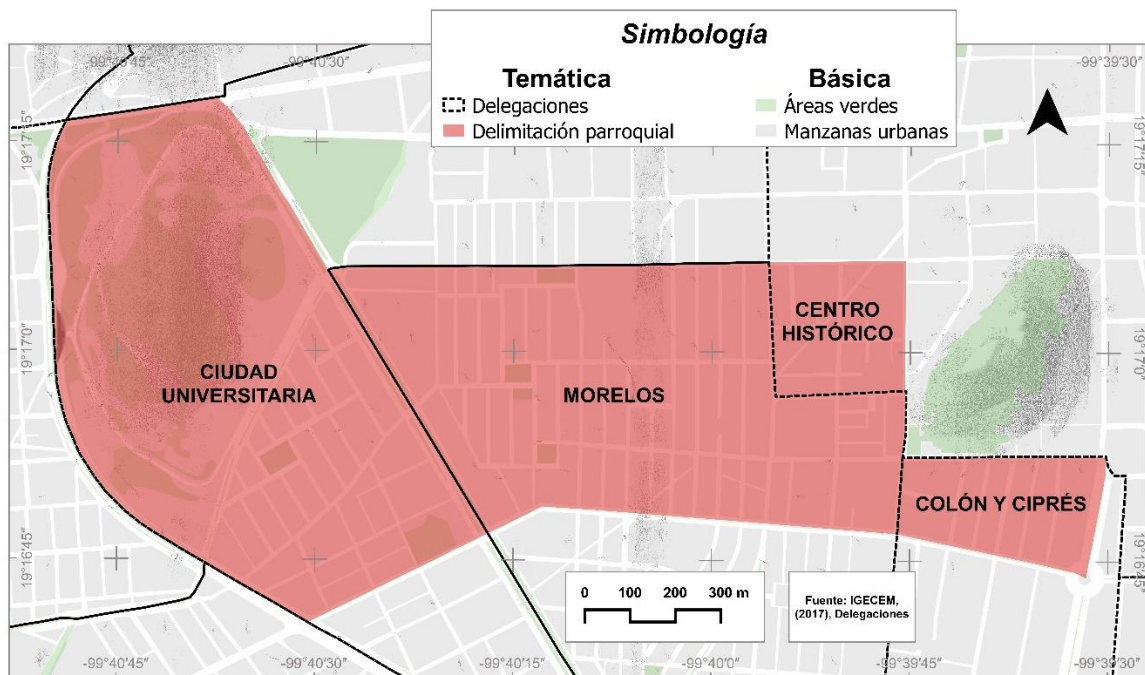 Simbología
Temática
Delegaciones
Delimitación parroquial
Básica
Áreas verdes
Manzanas urbanas
-99°40'45"
-99°40'30"
-99°39'30"
19°17'15"
19°17'15"
CENTRO
HISTÓRICO
19°17'0"
19°17'0"
CIUDAD
UNIVERSITARIA
MORELOS
COLÓN Y CIPRÉS
19°16'45"
19°16'45"
0 100 200 300 m
Fuente: IGECEM,
(2017), Delegaciones
-99°40'45"
-99°40'30"
-99°40'15"
-99°40'0"
-99°39'45"
-99°39'30"